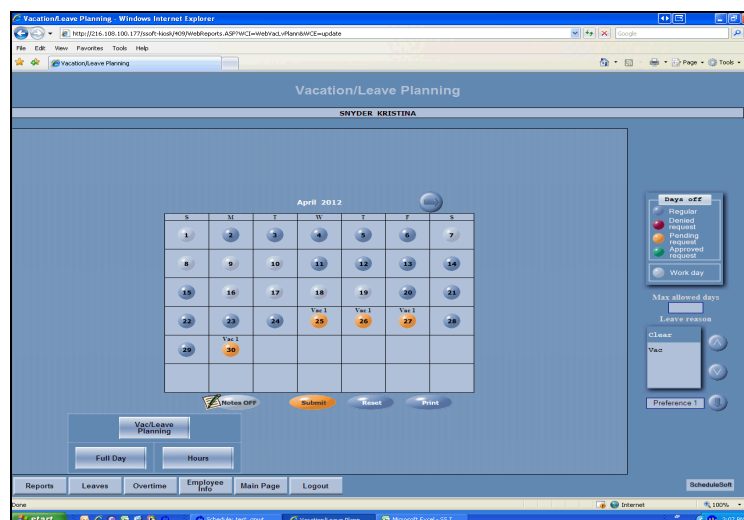 Vacation/Leave Planning - Windows Internet Explorer
http://216.108.100.177/ssoft-kiosk/409/WebReports.ASP?WCI=WebVacLvPlann&WCE=update
Google
File Edit View Favorites Tools Help
Vacation/Leave Planning
Page Tools
Vacation/Leave Planning
SNYDER KRISTINA
April 2012
S M T W T F S
1 2 3 4 5 6 7
8 9 10 11 12 13 14
15 16 17 18 19 20 21
Vac 1 Vac 1 Vac 1
22 23 24 25 26 27 28
Vac 1
29 30
Notes OFF Submit Reset Print
Days off
Regular
Denied request
Pending request
Approved request
Work day
Max allowed days
Leave reason
Clear
Vac
Preference 1
Vac/Leave Planning
Full Day Hours
Reports Leaves Overtime Employee Info Main Page Logout
ScheduleSoft
Done
Internet 100%
start
Vacation/Leave Plann...
3:07 PM